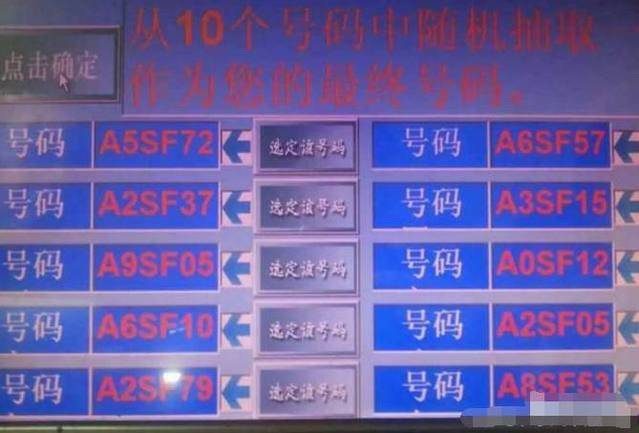 从10个号码中随机抽取一
点击确定
作为您的最终号码。
号码 A5SF72 选定该号码 号码 A6SF57
号码 A2SF37 选定该号码 号码 A3SF15
号码 A9SF05 选定该号码 号码 A0SF12
号码 A6SF10 选定该号码 号码 A2SF05
号码 A2SF79 选定该号码 号码 A8SF53